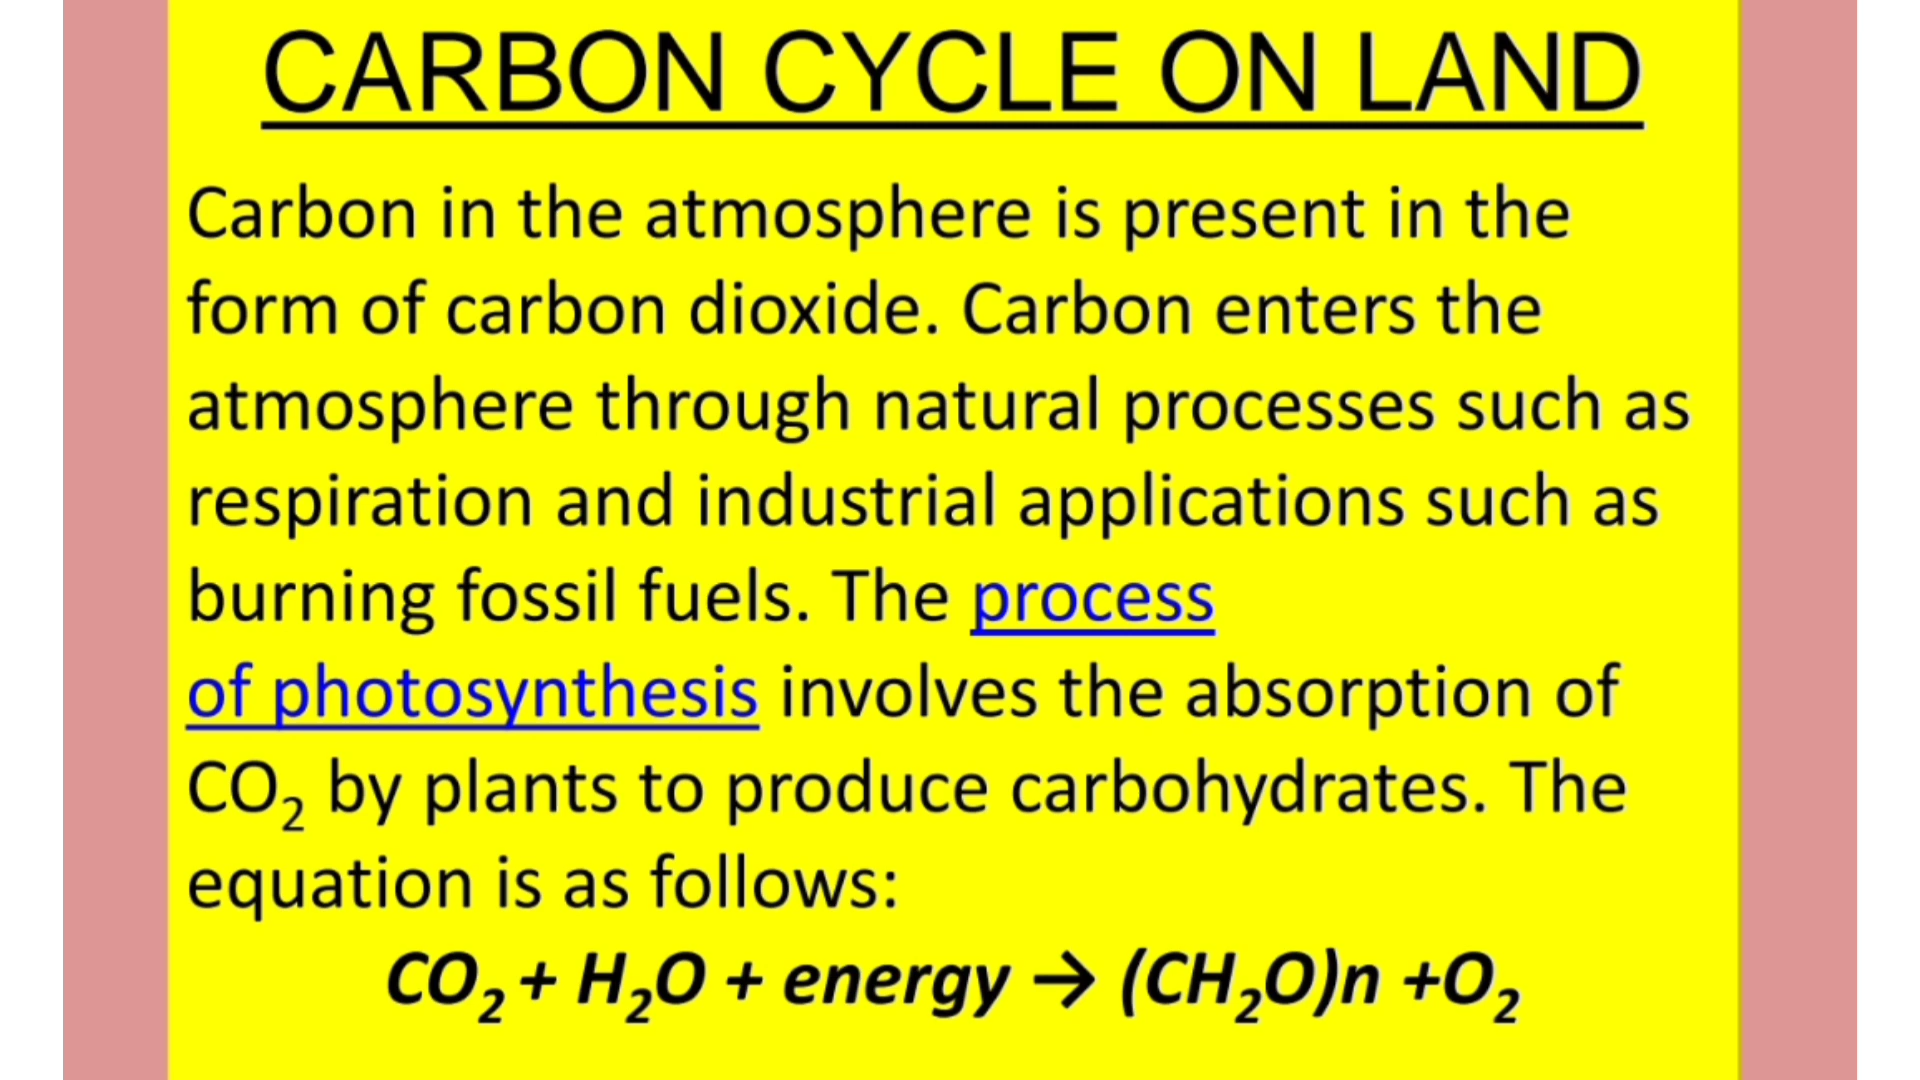 CARBON CYCLE ON LAND
Carbon in the atmosphere is present in the
form of carbon dioxide. Carbon enters the
atmosphere through natural processes such as
respiration and industrial applications such as
burning fossil fuels. The process
of photosynthesis involves the absorption of
CO₂ by plants to produce carbohydrates. The
equation is as follows:
CO₂ + H₂O + energy → (CH₂O)n +O₂